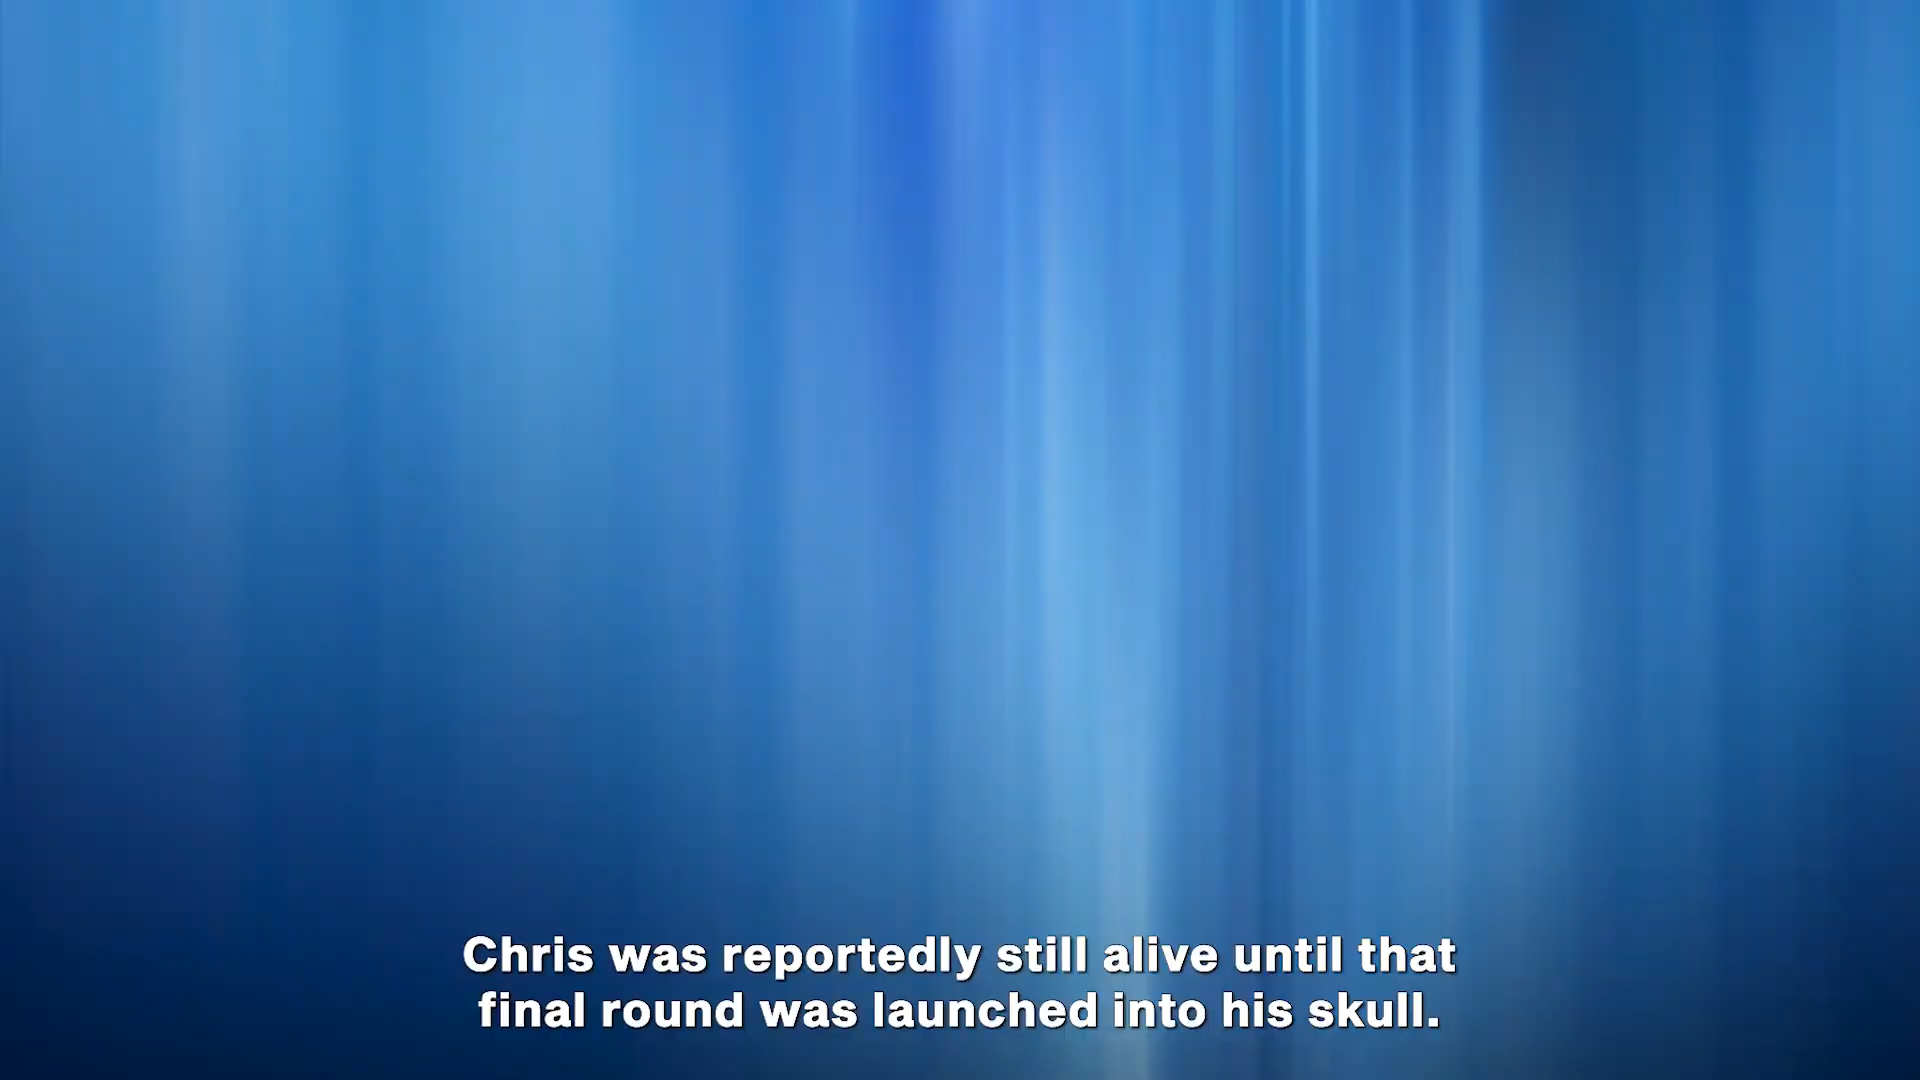 Chris was reportedly still alive until that
final round was launched into his skull.